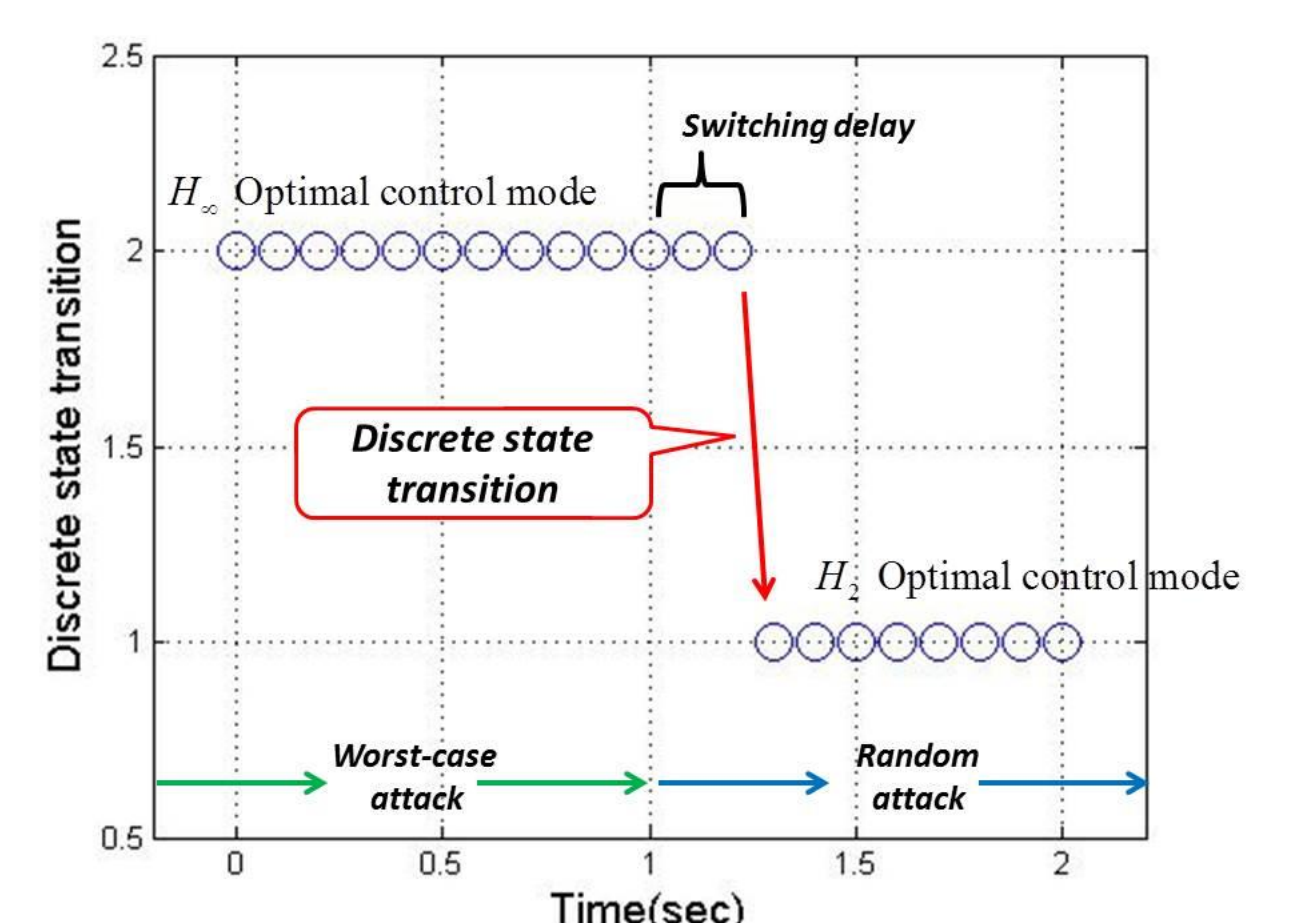 2.5
Switching delay
H∞ Optimal control mode
2
Discrete state transition
Discrete state
transition
1.5
H2 Optimal control mode
1
Worst-case
attack
Random
attack
0.5
0 0.5 1 1.5 2
Time(sec)